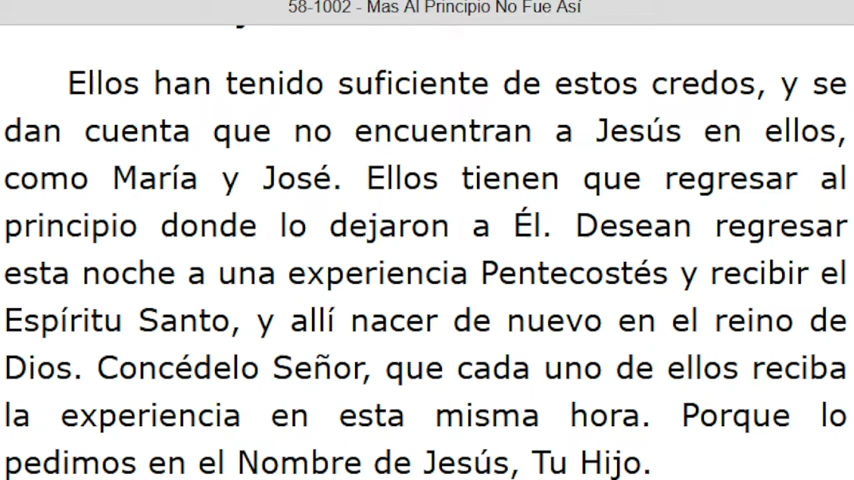 58-1002 - Mas Al Principio No Fue Así
Ellos han tenido suficiente de estos credos, y se
dan cuenta que no encuentran a Jesús en ellos,
como María y José. Ellos tienen que regresar al
principio donde lo dejaron a Él. Desean regresar
esta noche a una experiencia Pentecostés y recibir el
Espíritu Santo, y allí nacer de nuevo en el reino de
Dios. Concédelo Señor, que cada uno de ellos reciba
la experiencia en esta misma hora. Porque lo
pedimos en el Nombre de Jesús, Tu Hijo.